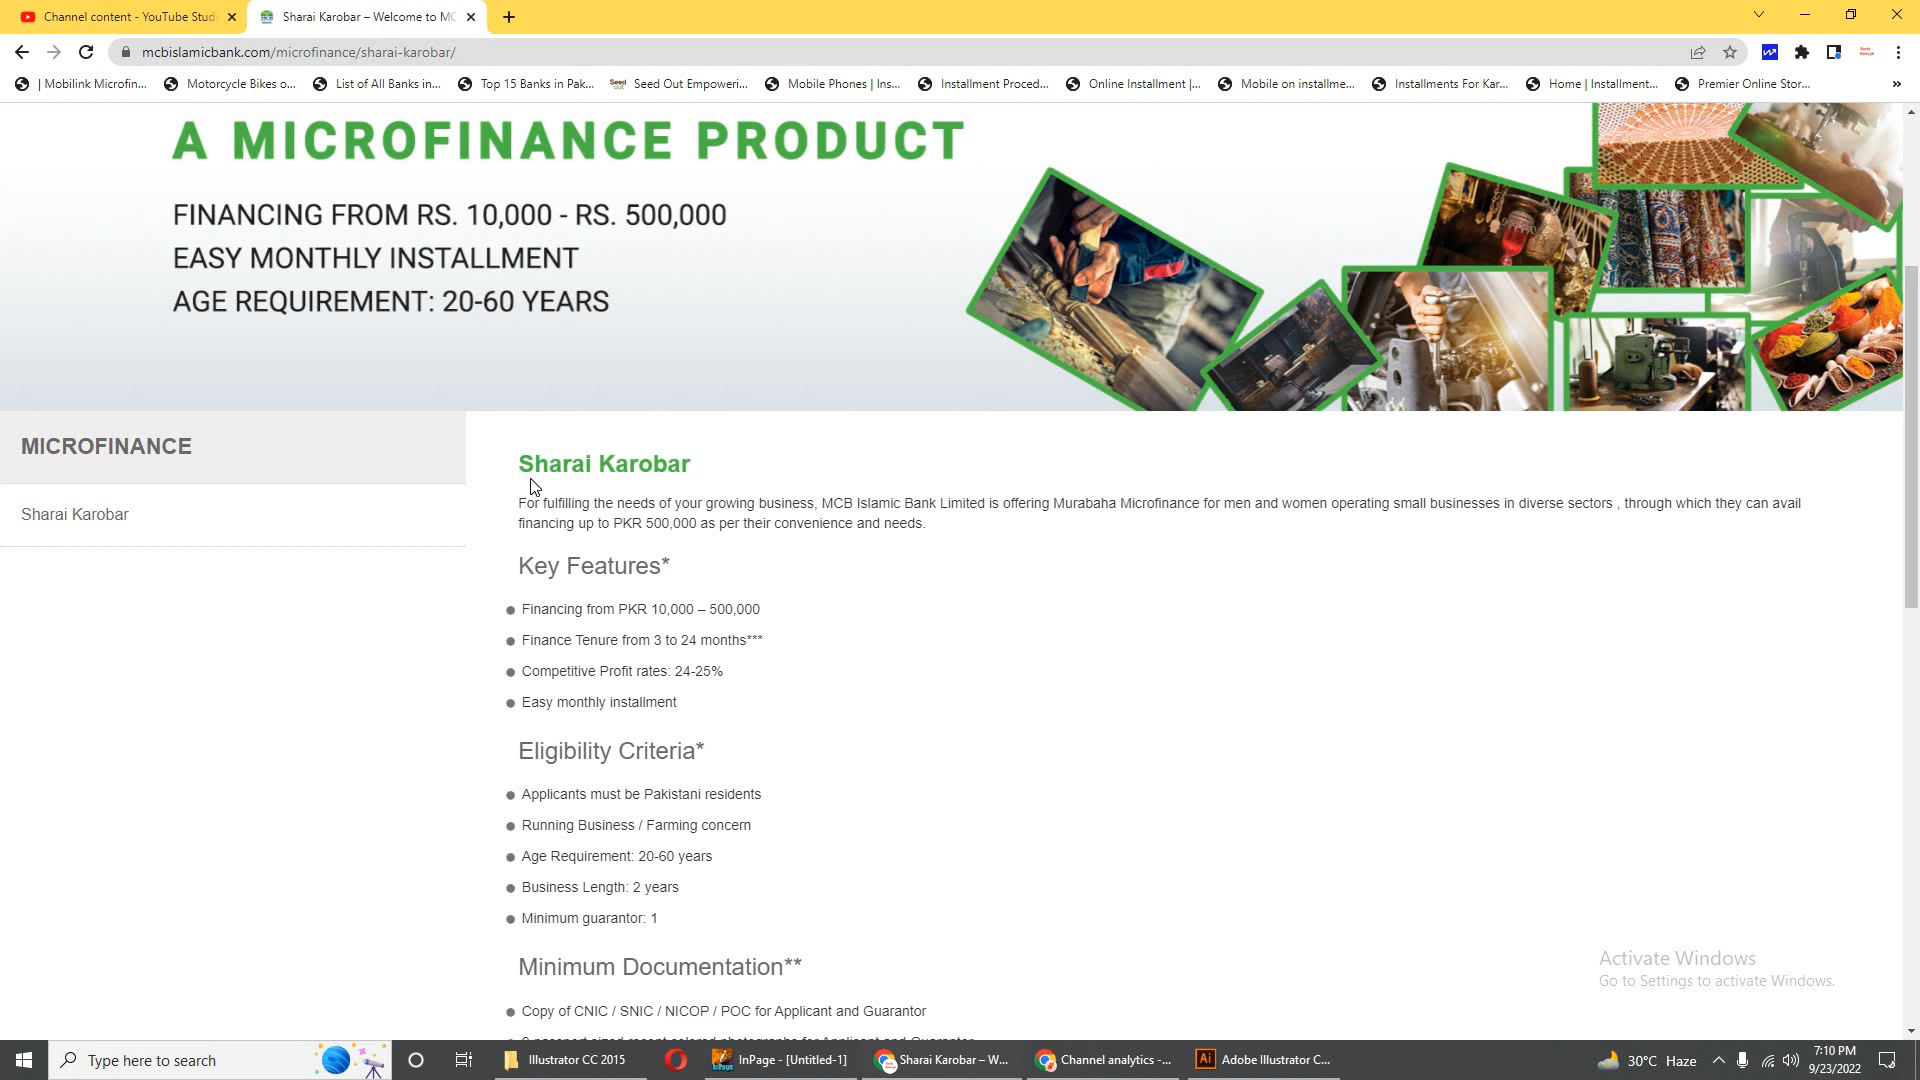 Channel content - YouTube Stud
Sharai Karobar – Welcome to MC
mcbislamicbank.com/microfinance/sharai-karobar/
| Mobilink Microfin...
Motorcycle Bikes o...
List of All Banks in...
Top 15 Banks in Pak...
Seed Out Empoweri...
Mobile Phones | Ins...
Installment Proced...
Online Installment |...
Mobile on installme...
Installments For Kar...
Home | Installment...
Premier Online Stor...
»
A MICROFINANCE PRODUCT
FINANCING FROM RS. 10,000 - RS. 500,000
EASY MONTHLY INSTALLMENT
AGE REQUIREMENT: 20-60 YEARS
MICROFINANCE
Sharai Karobar
Sharai Karobar
For fulfilling the needs of your growing business, MCB Islamic Bank Limited is offering Murabaha Microfinance for men and women operating small businesses in diverse sectors , through which they can avail
financing up to PKR 500,000 as per their convenience and needs.
Key Features*
Financing from PKR 10,000 – 500,000
Finance Tenure from 3 to 24 months***
Competitive Profit rates: 24-25%
Easy monthly installment
Eligibility Criteria*
Applicants must be Pakistani residents
Running Business / Farming concern
Age Requirement: 20-60 years
Business Length: 2 years
Minimum guarantor: 1
Minimum Documentation**
Copy of CNIC / SNIC / NICOP / POC for Applicant and Guarantor
Activate Windows
Go to Settings to activate Windows.
Type here to search
Illustrator CC 2015
InPage - [Untitled-1]
Sharai Karobar – W...
Channel analytics -...
Adobe Illustrator C...
30°C Haze
7:10 PM
9/23/2022